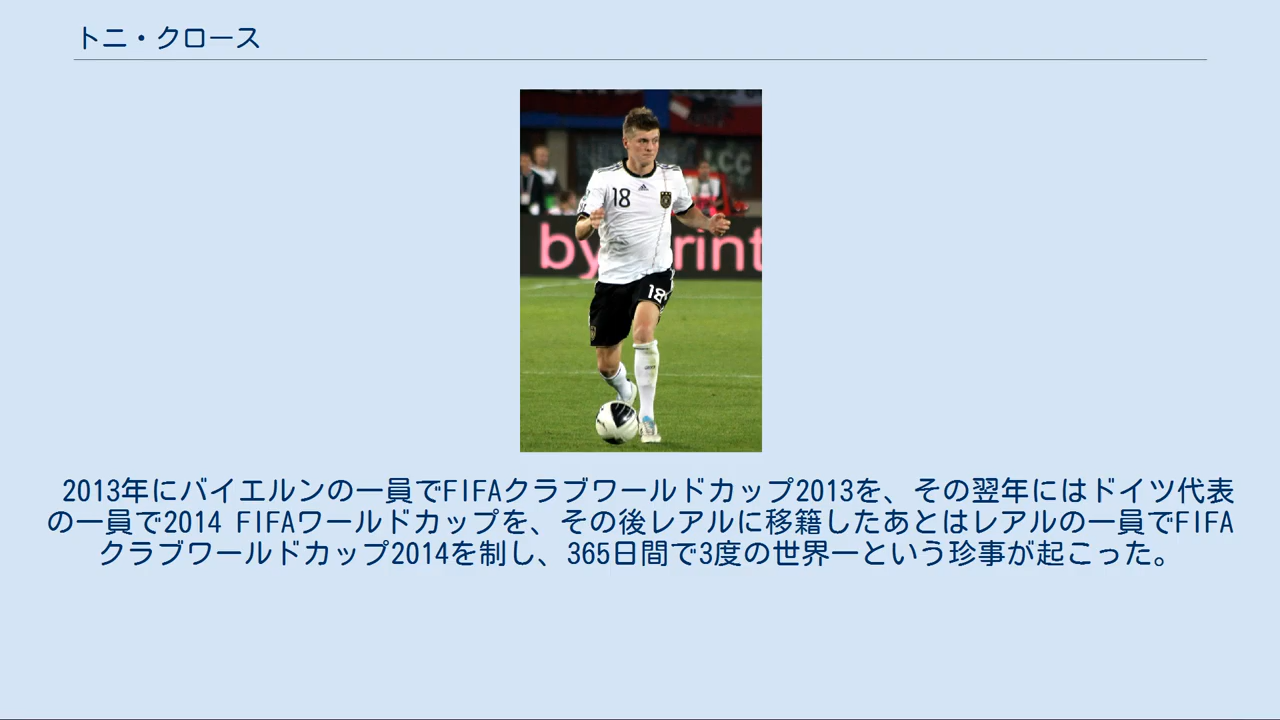 トニ・クロース
LCC
18
by
rint
18
2013年にバイエルンの一員でFIFAクラブワールドカップ2013を、その翌年にはドイツ代表
の一員で2014 FIFAワールドカップを、その後レアルに移籍したあとはレアルの一員でFIFA
クラブワールドカップ2014を制し、365日間で3度の世界一という珍事が起こった。